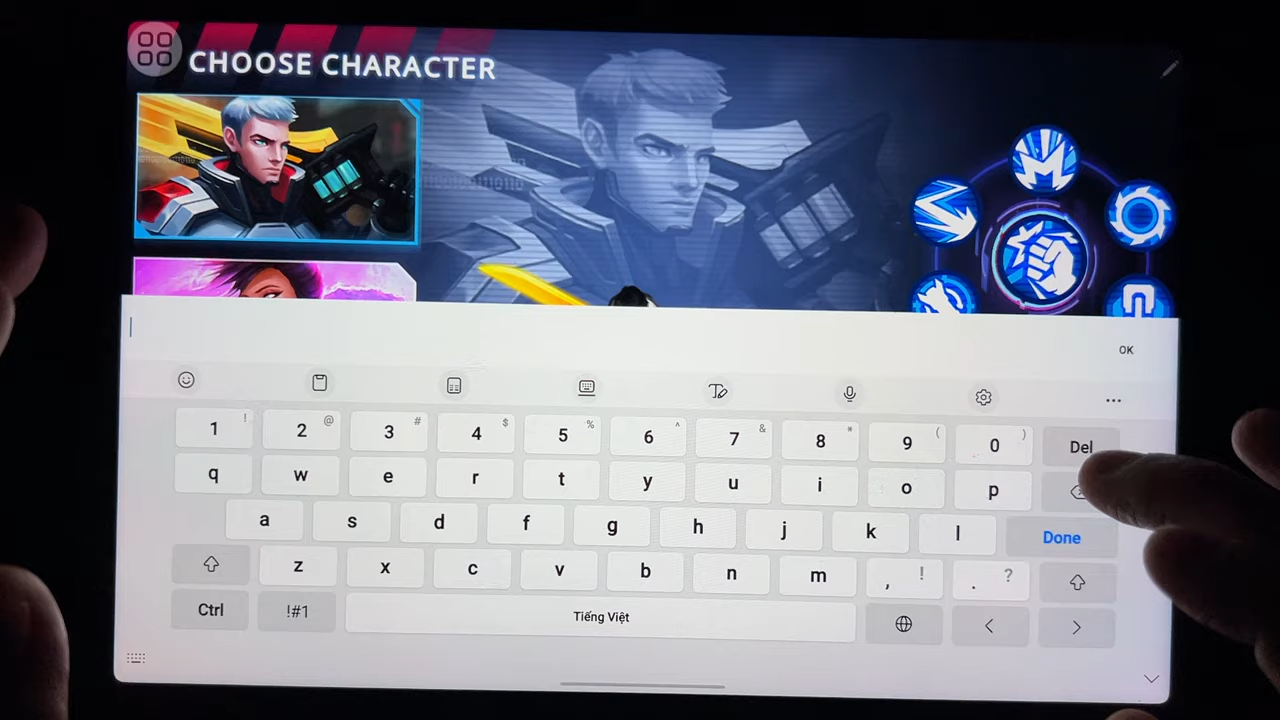 CHOOSE CHARACTER
OK
1 ! 2 @ 3 # 4 $ 5 % 6 ^ 7 & 8 * 9 ( 0 ) Del
q w e r t y u i o p
a s d f g h j k l Done
z x c v b n m , ! . ?
Ctrl !#1 Tiếng Việt < >